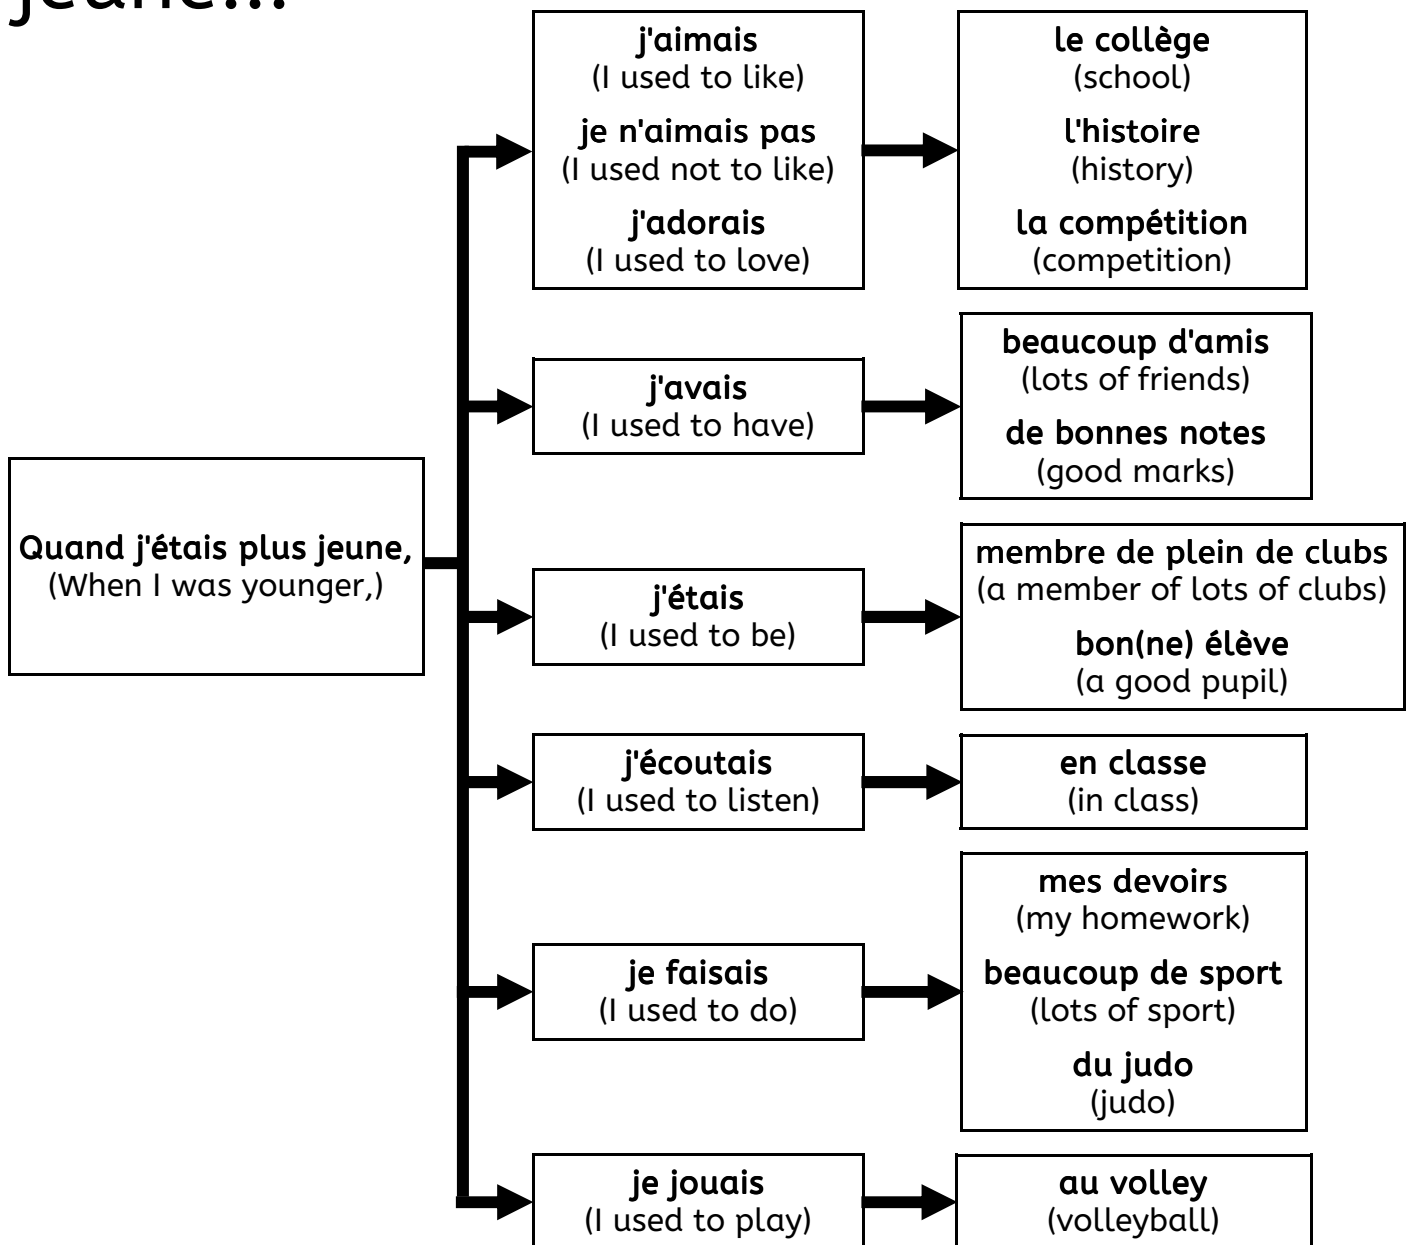 jeune...
j'aimais
(I used to like)
je n'aimais pas
(I used not to like)
j'adorais
(I used to love)
le collège
(school)
l'histoire
(history)
la compétition
(competition)
j'avais
(I used to have)
beaucoup d'amis
(lots of friends)
de bonnes notes
(good marks)
Quand j'étais plus jeune,
(When I was younger,)
j'étais
(I used to be)
membre de plein de clubs
(a member of lots of clubs)
bon(ne) élève
(a good pupil)
j'écoutais
(I used to listen)
en classe
(in class)
je faisais
(I used to do)
mes devoirs
(my homework)
beaucoup de sport
(lots of sport)
du judo
(judo)
je jouais
(I used to play)
au volley
(volleyball)